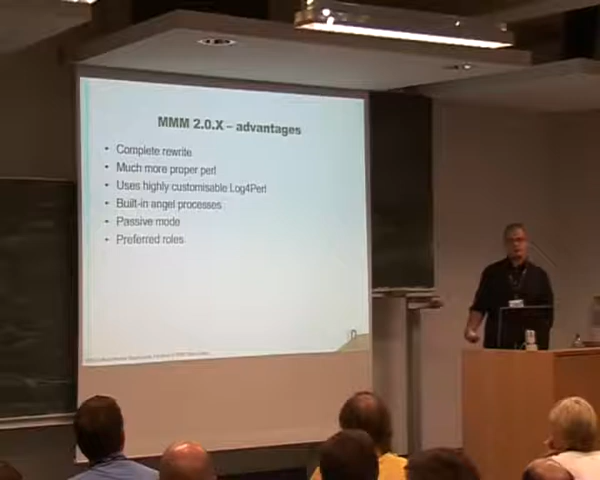 MMM 2.0.X – advantages
• Complete rewrite
• Much more proper perl
• Uses highly customisable Log4Perl
• Built-in angel processes
• Passive mode
• Preferred roles